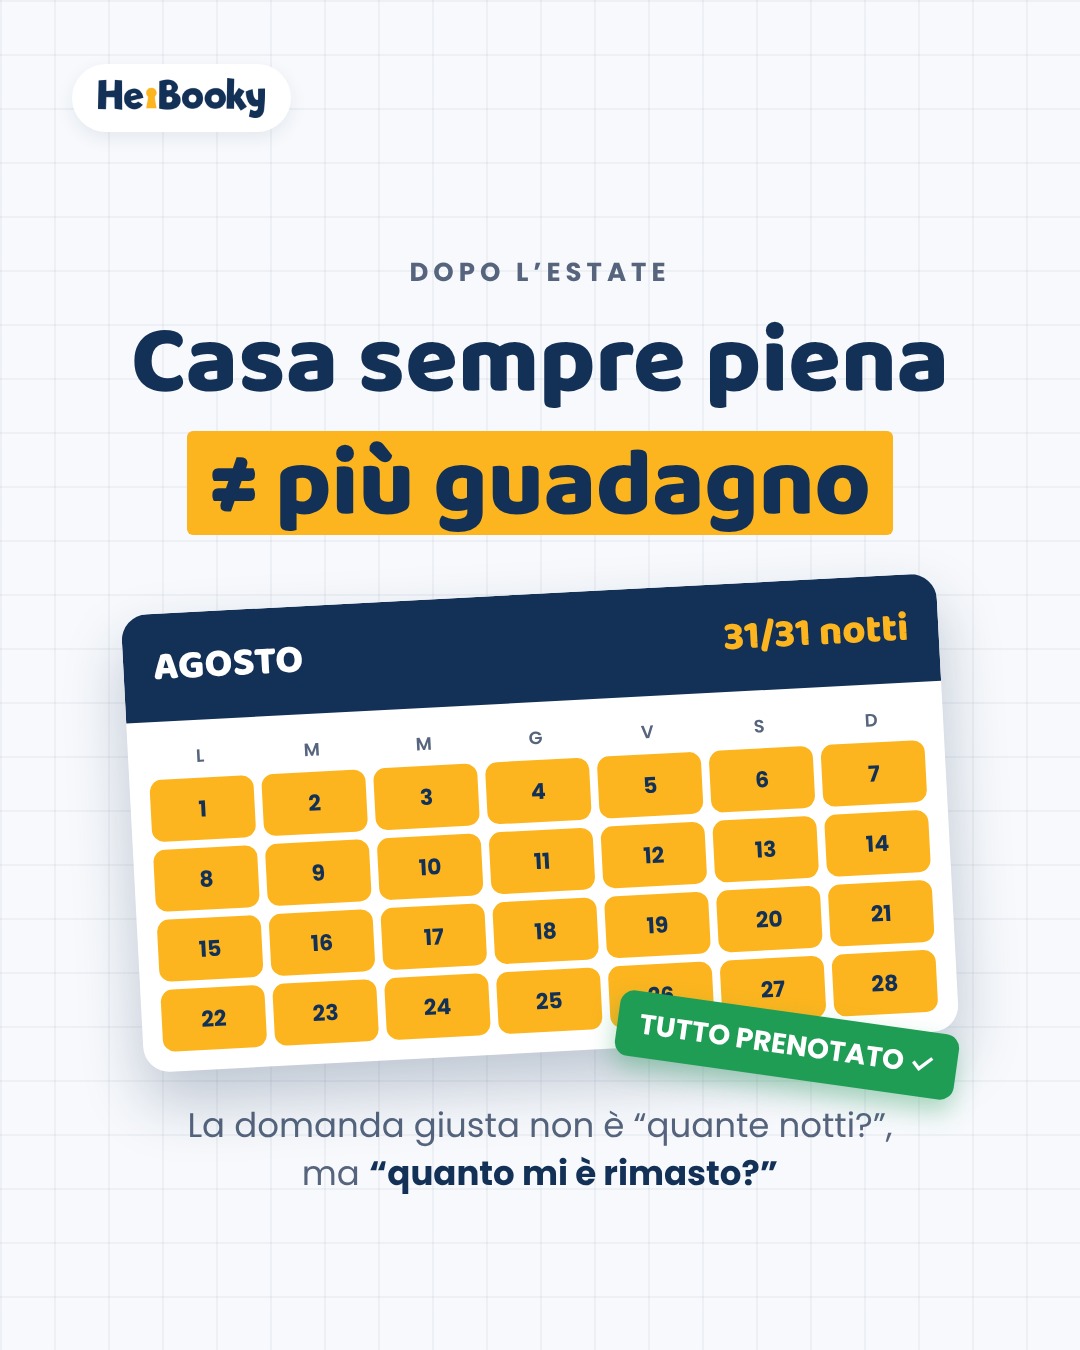 HeyBooky
DOPO L’ESTATE
Casa sempre piena
≠ più guadagno
AGOSTO
31/31 notti
L M M G V S D
1 2 3 4 5 6 7
8 9 10 11 12 13 14
15 16 17 18 19 20 21
22 23 24 25 26 27 28
TUTTO PRENOTATO ✓
La domanda giusta non è “quante notti?”,
ma “quanto mi è rimasto?”